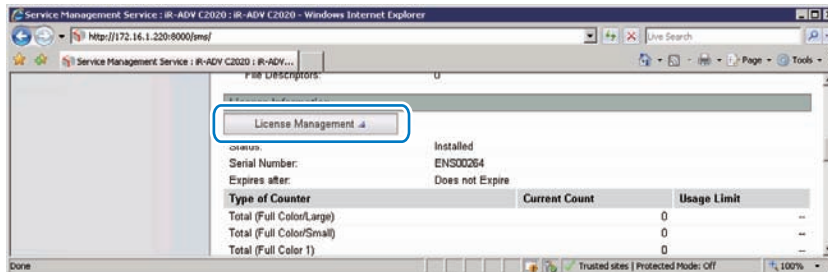 Service Management Service : iR-ADV C2020 : iR-ADV C2020 - Windows Internet Explorer
http://172.16.1.220:8000/sms/
Live Search
Service Management Service : iR-ADV C2020 : iR-ADV...
Page
Tools
File Descriptors: 0
License Information
License Management
Status: Installed
Serial Number: ENS00264
Expires after: Does not Expire
Type of Counter Current Count Usage Limit
Total (Full Color/Large) 0 --
Total (Full Color/Small) 0 --
Total (Full Color 1) 0 --
Done Trusted sites | Protected Mode: Off 100%